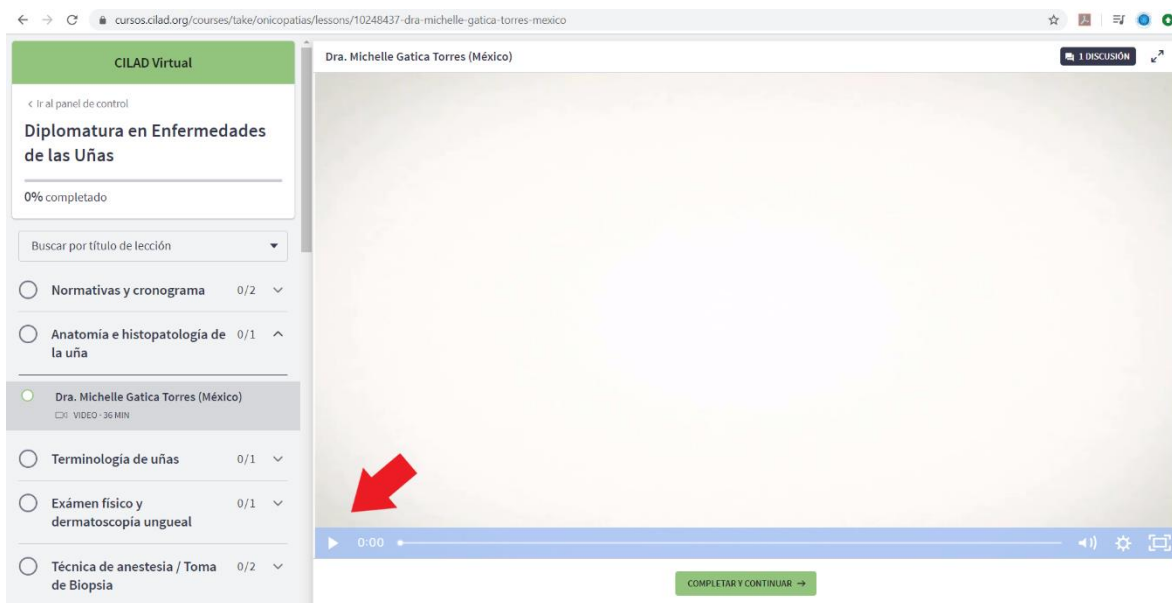 cursos.cilad.org/courses/take/onicopatias/lessons/10248437-dra-michelle-gatica-torres-mexico
CILAD Virtual
< Ir al panel de control
Diplomatura en Enfermedades
de las Uñas
0% completado
Buscar por título de lección
Normativas y cronograma 0/2
Anatomía e histopatología de 0/1
la uña
Dra. Michelle Gatica Torres (México)
VIDEO - 36 MIN
Terminología de uñas 0/1
Exámen físico y 0/1
dermatoscopía ungueal
Técnica de anestesia / Toma 0/2
de Biopsia
Dra. Michelle Gatica Torres (México)
1 DISCUSIÓN
0:00
COMPLETAR Y CONTINUAR →